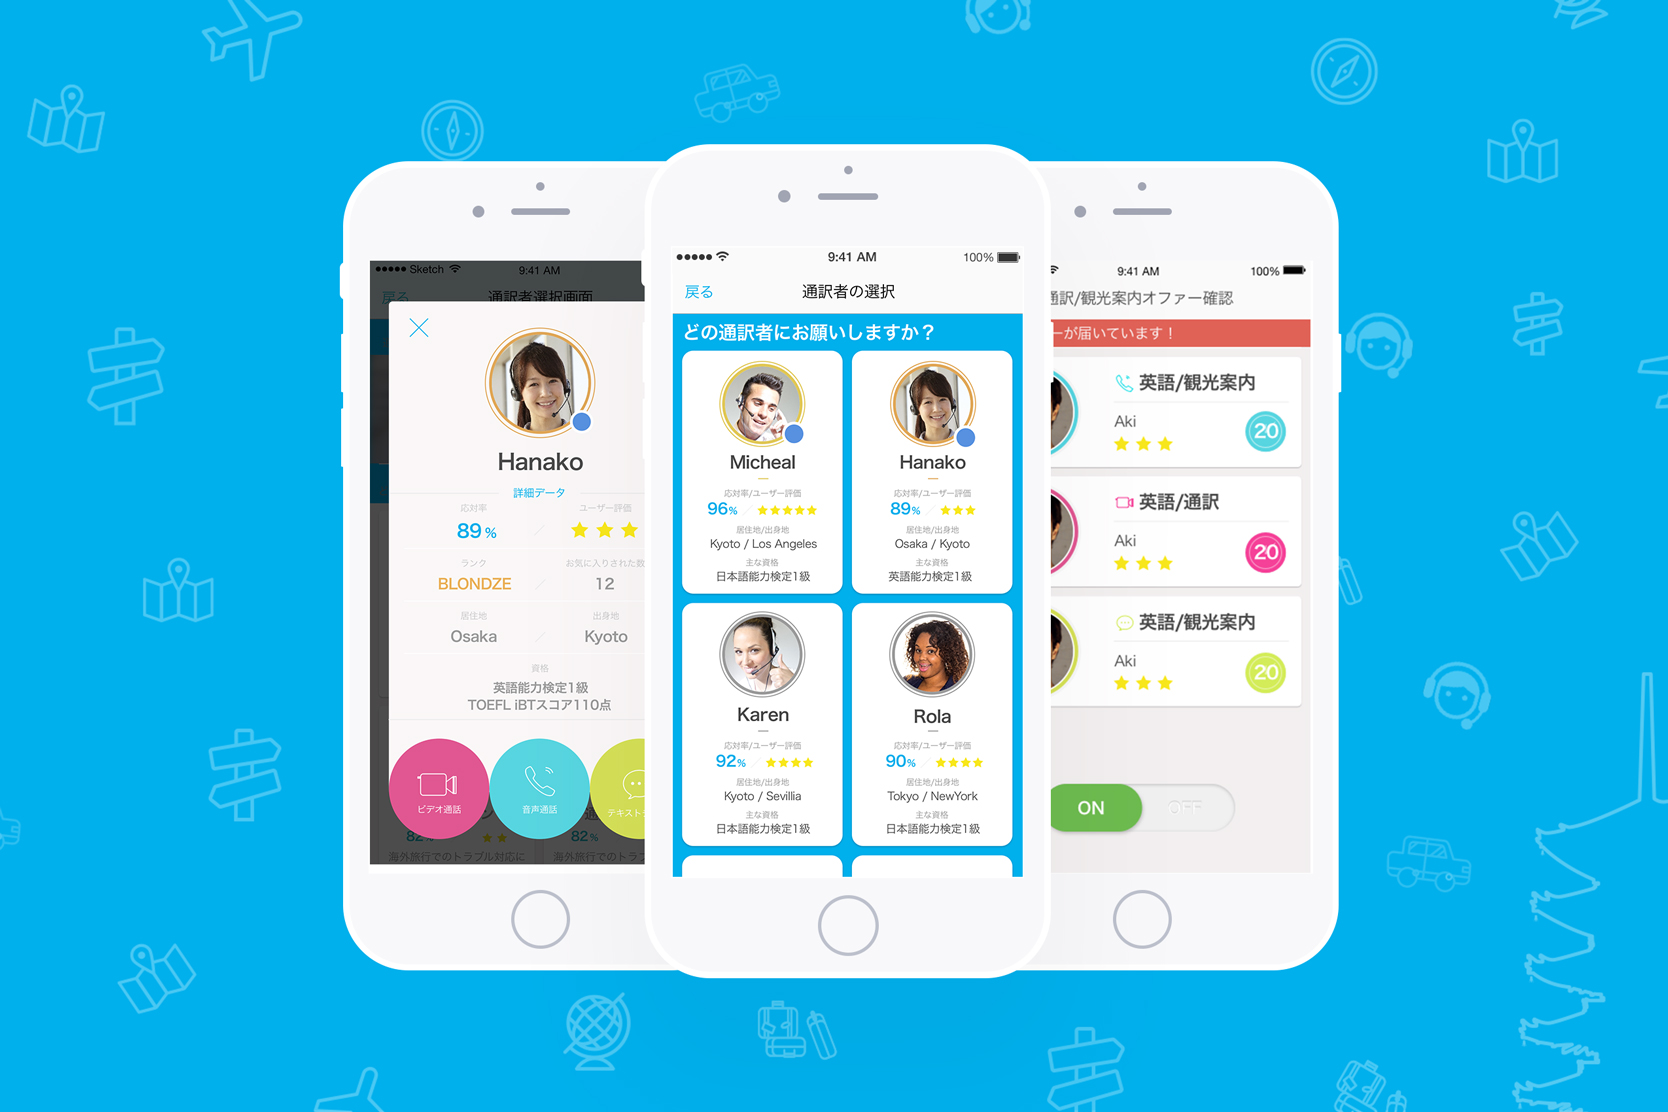 Sketch
9:41 AM
戻る
通訳者選択画面
Hanako
詳細データ
応対率
ユーザー評価
89%
ランク
お気に入りされた数
BLONDZE
12
居住地
出身地
Osaka
Kyoto
資格
英語能力検定1級
TOEFL iBTスコア110点
ビデオ通話
音声通話
テキスト
82%
82%
海外旅行でのトラブル対応に
海外旅行でのトラブ
9:41 AM
100%
戻る
通訳者の選択
どの通訳者にお願いしますか？
Micheal
応対率/ユーザー評価
96%
居住地/出身地
Kyoto / Los Angeles
主な資格
日本語能力検定1級
Hanako
応対率/ユーザー評価
89%
居住地/出身地
Osaka / Kyoto
主な資格
英語能力検定1級
Karen
応対率/ユーザー評価
92%
居住地/出身地
Kyoto / Sevillia
主な資格
日本語能力検定1級
Rola
応対率/ユーザー評価
90%
居住地/出身地
Tokyo / NewYork
主な資格
日本語能力検定1級
9:41 AM
100%
通訳/観光案内オファー確認
ーが届いています！
英語/観光案内
Aki
20
英語/通訳
Aki
20
英語/観光案内
Aki
20
ON
OFF